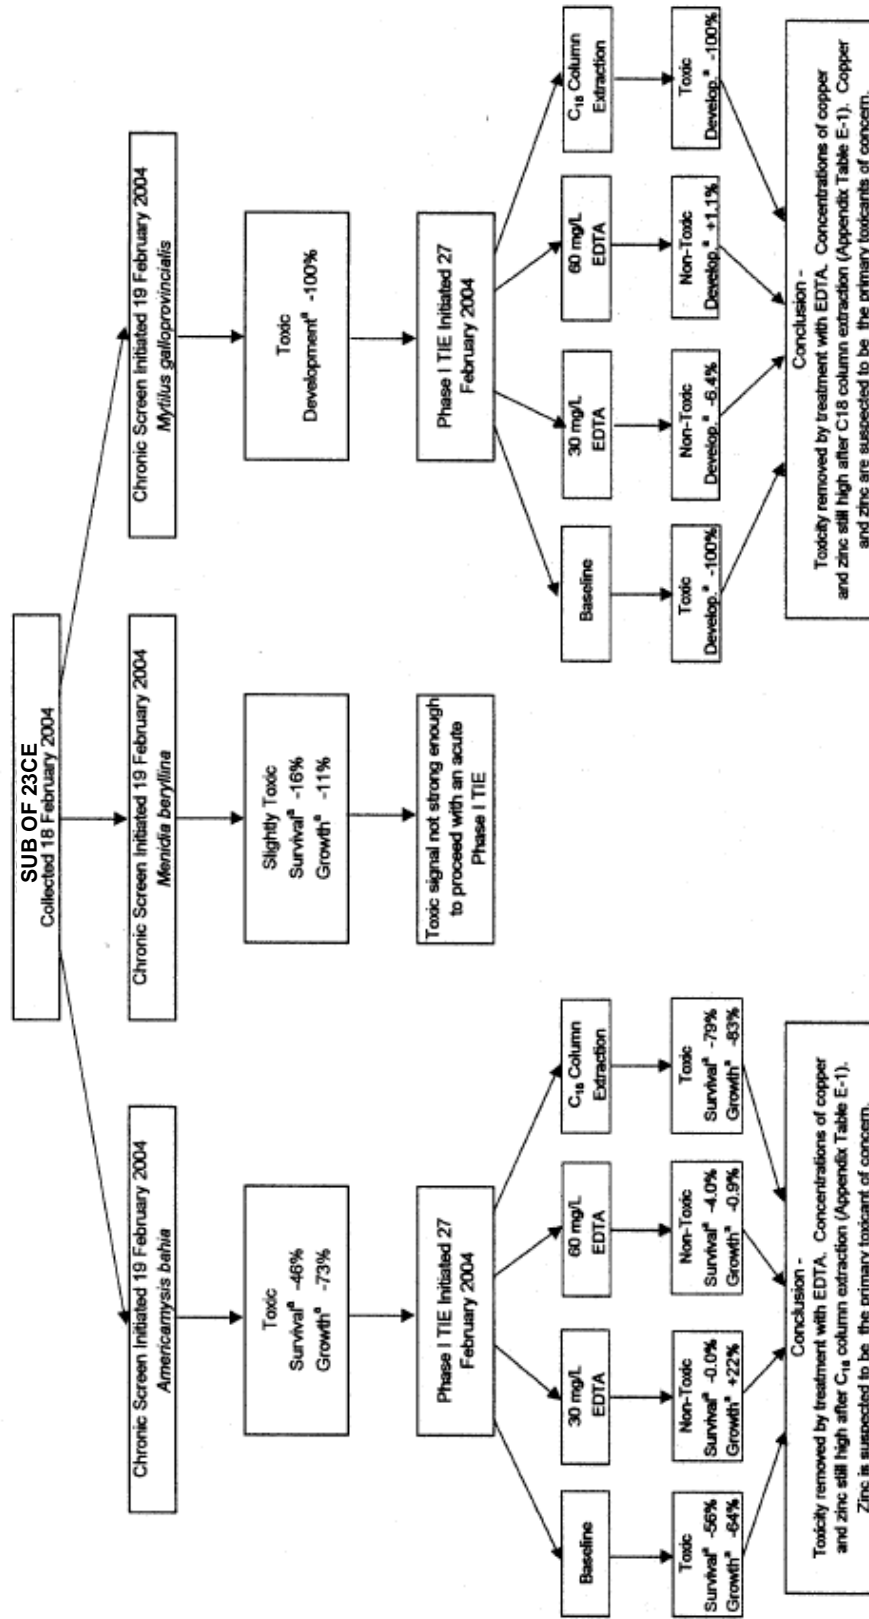 SUB OF 23CE
Collected 18 February 2004
Chronic Screen Initiated 19 February 2004
Americamysis bahia
Chronic Screen Initiated 19 February 2004
Menidia beryllina
Chronic Screen Initiated 19 February 2004
Mytilus galloprovincialis
Toxic
Survivalª -46%
Growthª -73%
Slightly Toxic
Survivalª -16%
Growthª -11%
Toxic
Developmentª -100%
Phase I TIE Initiated 27
February 2004
Toxic signal not strong enough
to proceed with an acute
Phase I TIE
Phase I TIE Initiated 27
February 2004
Baseline
30 mg/L
EDTA
60 mg/L
EDTA
C₁₈ Column
Extraction
Baseline
30 mg/L
EDTA
60 mg/L
EDTA
C₁₈ Column
Extraction
Toxic
Survivalª -56%
Growthª -64%
Non-Toxic
Survivalª -0.0%
Growthª +22%
Non-Toxic
Survivalª -4.0%
Growthª -0.9%
Toxic
Survivalª -79%
Growthª -83%
Toxic
Develop.ª -100%
Non-Toxic
Develop.ª -6.4%
Non-Toxic
Develop.ª +1.1%
Toxic
Develop.ª -100%
Conclusion -
Toxicity removed by treatment with EDTA. Concentrations of copper
and zinc still high after C₁₈ column extraction (Appendix Table E-1).
Zinc is suspected to be the primary toxicant of concern.
Conclusion -
Toxicity removed by treatment with EDTA. Concentrations of copper
and zinc still high after C18 column extraction (Appendix Table E-1). Copper
and zinc are suspected to be the primary toxicants of concern.